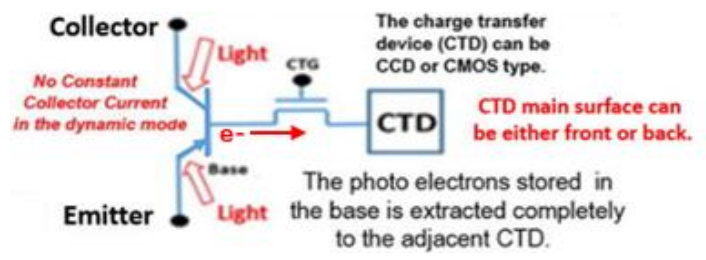 Collector
Light
No Constant
Collector Current
in the dynamic mode
The charge transfer
device (CTD) can be
CCD or CMOS type.
CTG
e-
CTD
CTD main surface can
be either front or back.
Base
Emitter
Light
The photo electrons stored in
the base is extracted completely
to the adjacent CTD.